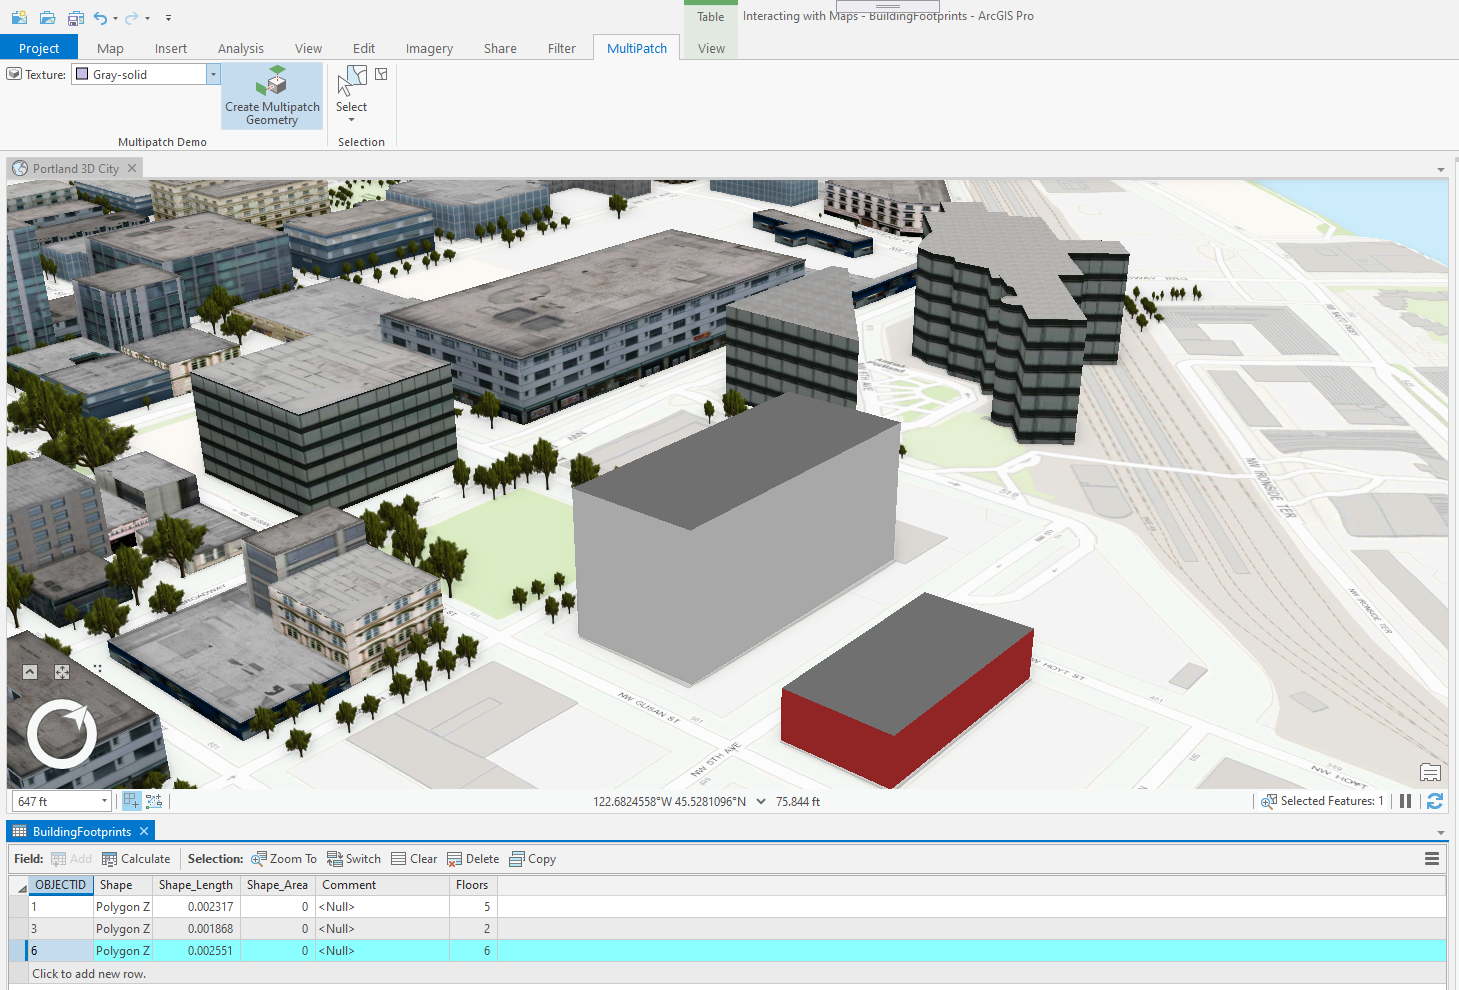 Table
Interacting with Maps - BuildingFootprints - ArcGIS Pro
Project Map Insert Analysis View Edit Imagery Share Filter MultiPatch View
Texture: Gray-solid
Create Multipatch
Geometry
Select
Multipatch Demo
Selection
Portland 3D City
NW IRONSIDE TER
NW IRONSIDE TER
NW GLISAN ST
NW 5TH AVE
NW HOYT ST
NW HOYT
BROADWAY
647 ft
122.6824558°W 45.5281096°N
75.844 ft
Selected Features: 1
BuildingFootprints
Field: Add Calculate Selection: Zoom To Switch Clear Delete Copy
OBJECTID Shape Shape_Length Shape_Area Comment Floors
1 Polygon Z 0.002317 0 <Null> 5
3 Polygon Z 0.001868 0 <Null> 2
6 Polygon Z 0.002551 0 <Null> 6
Click to add new row.